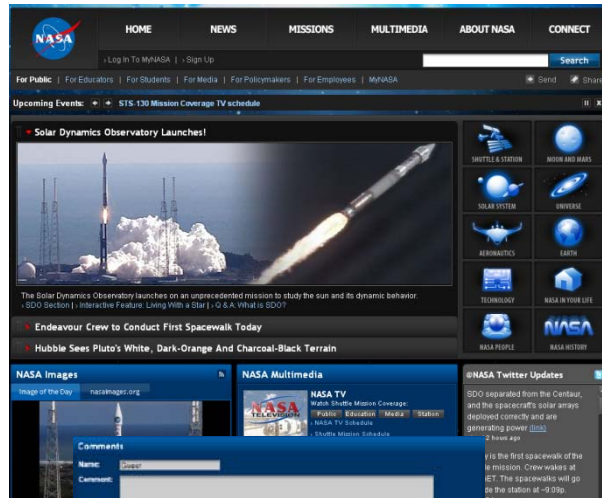 NASA
HOME NEWS MISSIONS MULTIMEDIA ABOUT NASA CONNECT
› Log In To MyNASA | › Sign Up
Search
For Public | For Educators | For Students | For Media | For Policymakers | For Employees | MyNASA
Send Share
Upcoming Events: STS-130 Mission Coverage TV schedule
Solar Dynamics Observatory Launches!
The Solar Dynamics Observatory launches on an unprecedented mission to study the sun and its dynamic behavior.
› SDO Section | › Interactive Feature: Living With a Star | › Q & A: What is SDO?
Endeavour Crew to Conduct First Spacewalk Today
Hubble Sees Pluto's White, Dark-Orange And Charcoal-Black Terrain
SHUTTLE & STATION MOON AND MARS
SOLAR SYSTEM UNIVERSE
AERONAUTICS EARTH
TECHNOLOGY NASA IN YOUR LIFE
NASA
NASA PEOPLE NASA HISTORY
NASA Images
Image of the Day nasaimages.org
NASA Multimedia
NASA
TELEVISION
NASA TV
Watch Shuttle Mission Coverage:
Public Education Media Station
› NASA TV Schedule
› Shuttle Mission Schedule
@NASA Twitter Updates
SDO separated from the Centaur,
and the spacecraft's solar arrays
deployed correctly and are
generating power (link)
2 hours ago
is the first spacewalk of the
mission. Crew wakes at
The spacewalks will go
the station at ~9:09p.
Comments
Name: Guest
Comment: